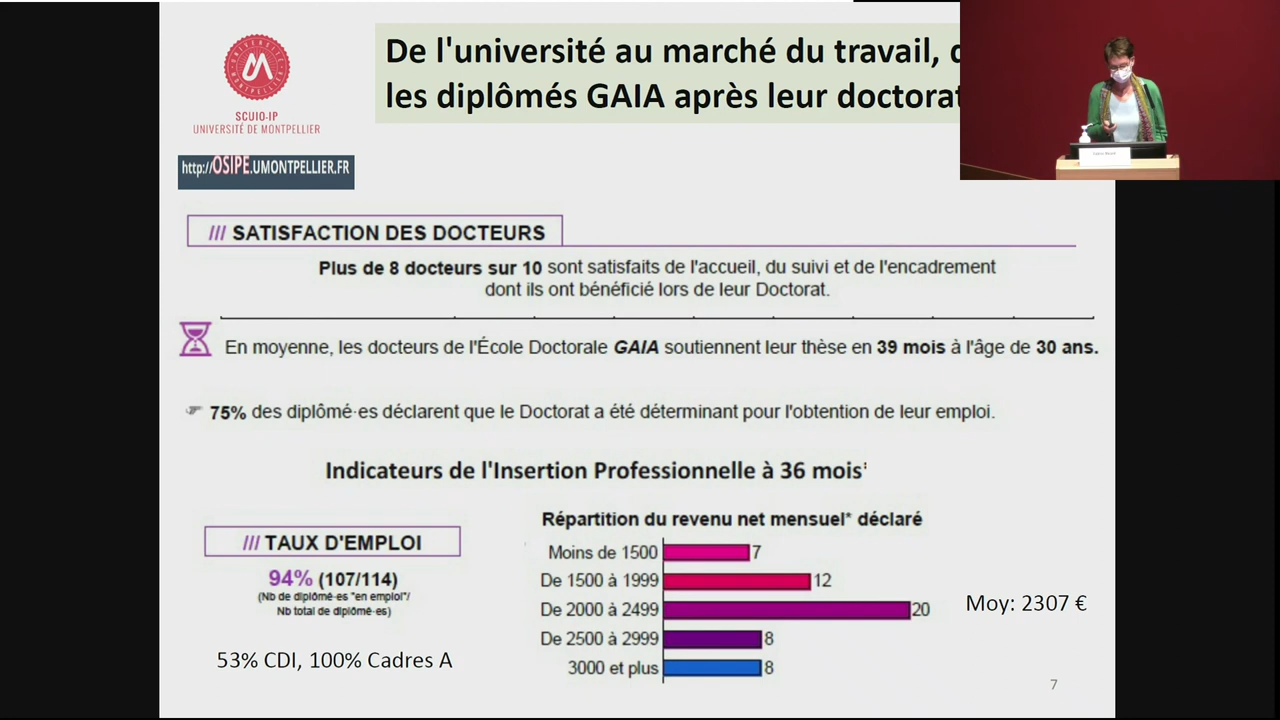 De l'université au marché du travail,
les diplômés GAIA après leur doctorat
UNIVERSITÉ
MONTPELLIER
SCUIO-IP
UNIVERSITÉ DE MONTPELLIER
http://OSIPE.UMONTPELLIER.FR
/// SATISFACTION DES DOCTEURS
Plus de 8 docteurs sur 10 sont satisfaits de l'accueil, du suivi et de l'encadrement
dont ils ont bénéficié lors de leur Doctorat.
En moyenne, les docteurs de l'École Doctorale GAIA soutiennent leur thèse en 39 mois à l'âge de 30 ans.
75% des diplômé·es déclarent que le Doctorat a été déterminant pour l'obtention de leur emploi.
Indicateurs de l'Insertion Professionnelle à 36 mois
/// TAUX D'EMPLOI
94% (107/114)
(Nb de diplômé·es "en emploi"/
Nb total de diplômé·es)
53% CDI, 100% Cadres A
Répartition du revenu net mensuel* déclaré
Moins de 1500 7
De 1500 à 1999 12
De 2000 à 2499 20
De 2500 à 2999 8
3000 et plus 8
Moy: 2307 €
7